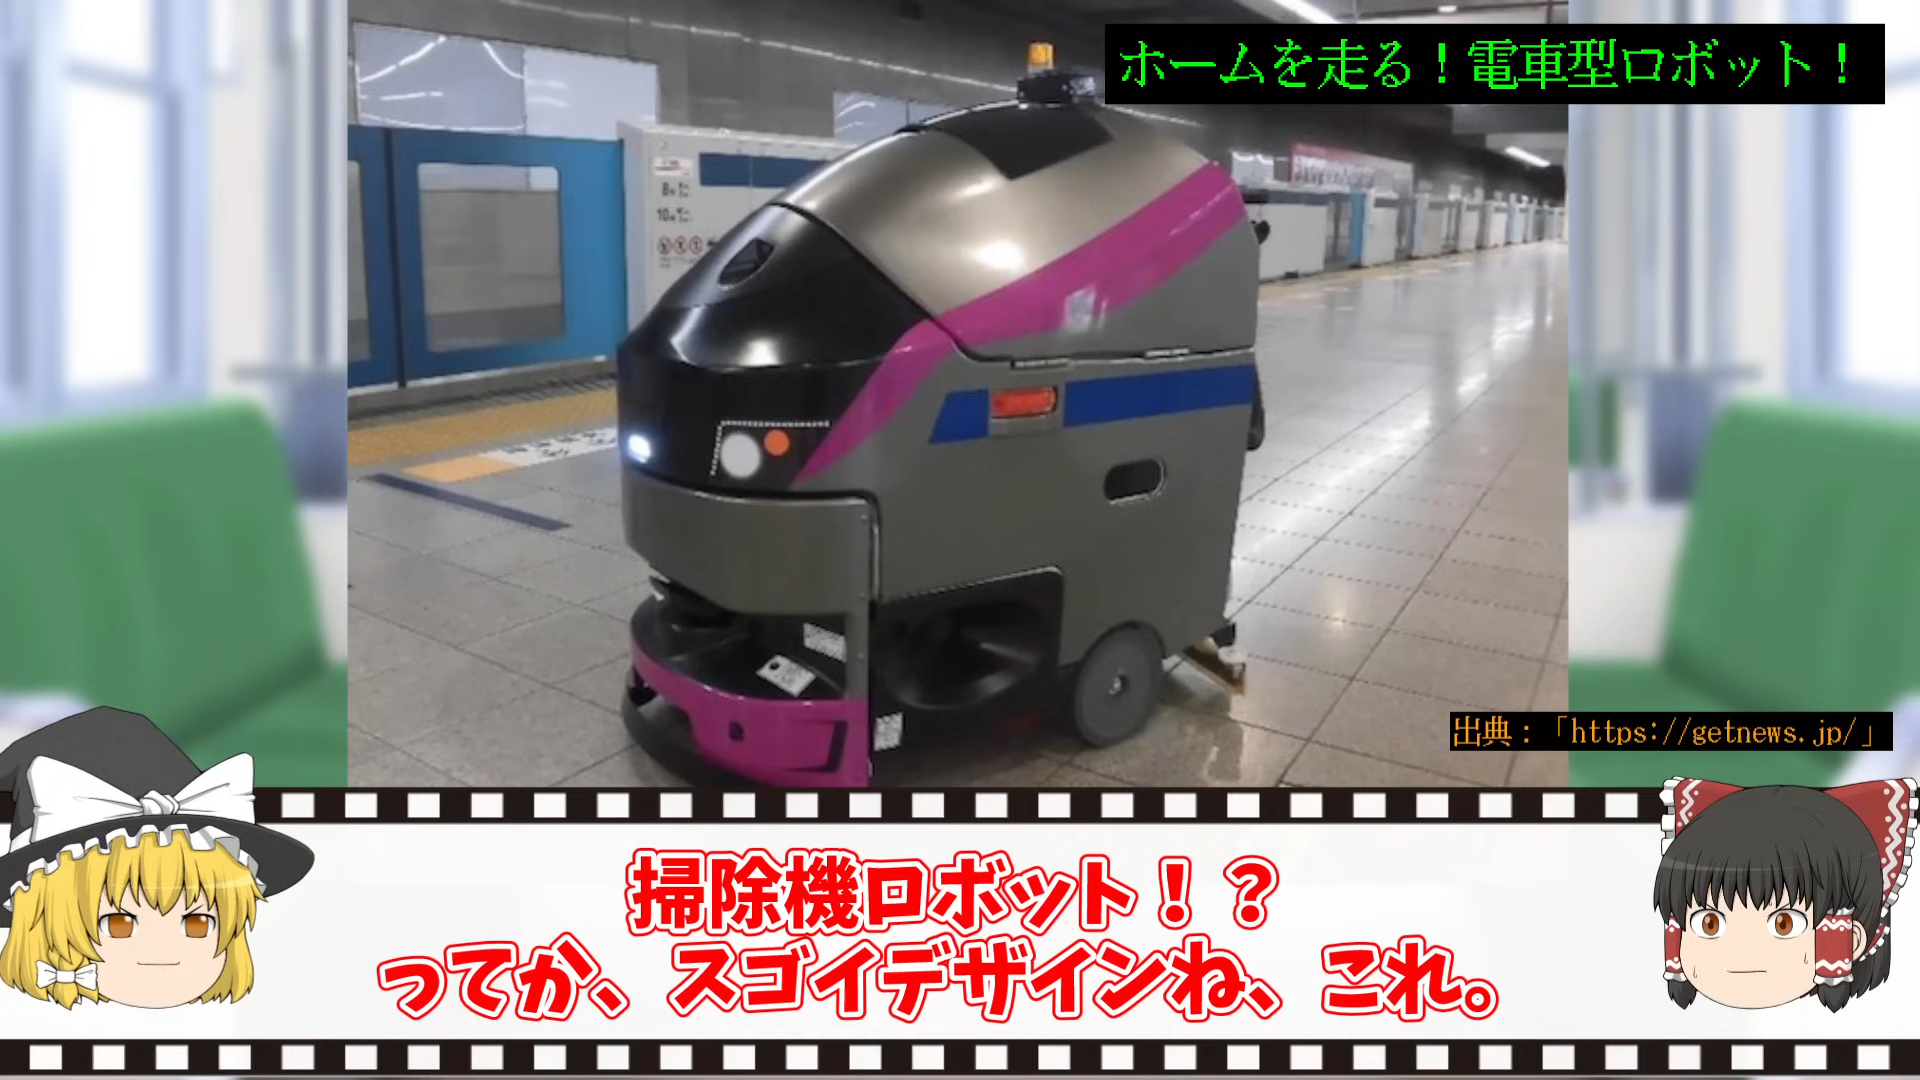 ホームを走る！電車型ロボット！
出典：「https://getnews.jp/」
掃除機ロボット！？
ってか、スゴイデザインね、これ。